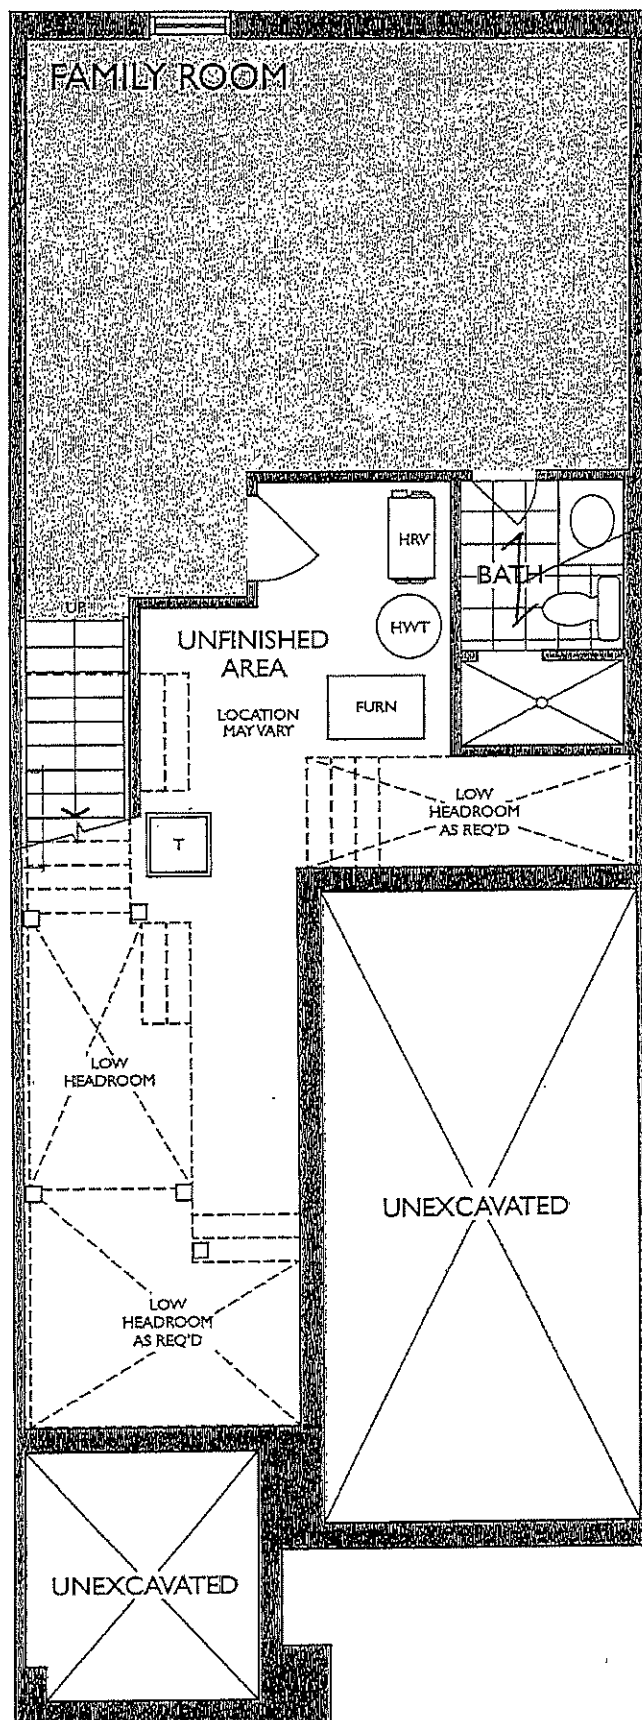 FAMILY ROOM
HRV
BATH
HWT
UP
UNFINISHED
AREA
LOCATION
MAY VARY
FURN
LOW
HEADROOM
AS REQ'D
T
LOW
HEADROOM
UNEXCAVATED
LOW
HEADROOM
AS REQ'D
UNEXCAVATED